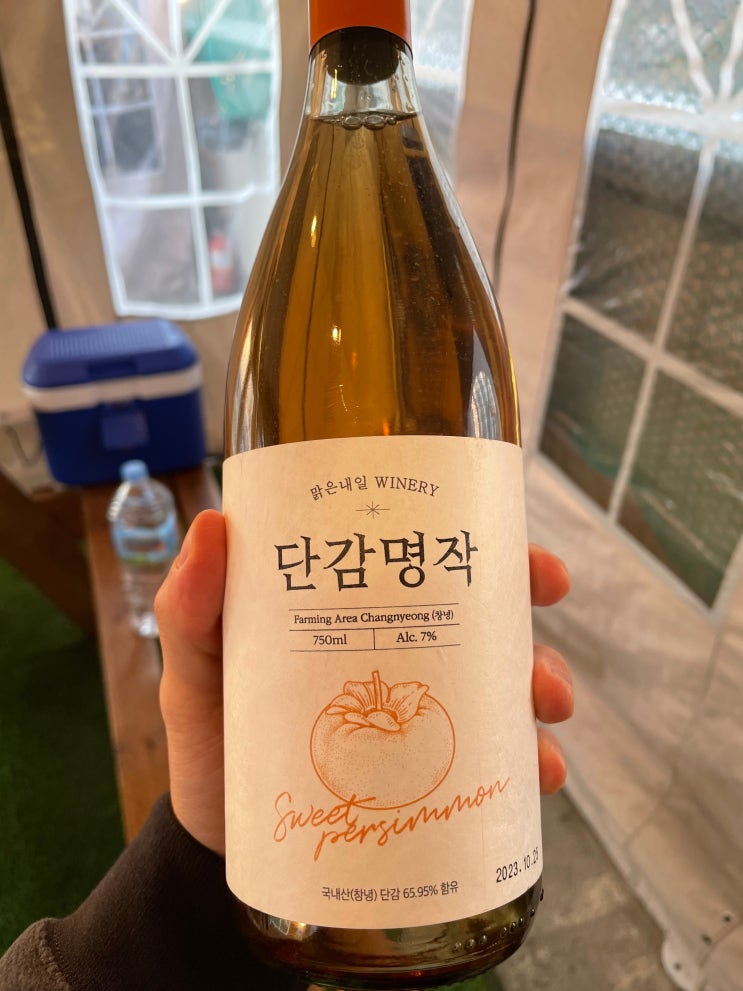 맑은내일 WINERY
단감명작
Farming Area Changnyeong (창녕)
750ml Alc. 7%
Sweet
persimmon
2023. 10. 25
국내산(창녕) 단감 65.95% 함유